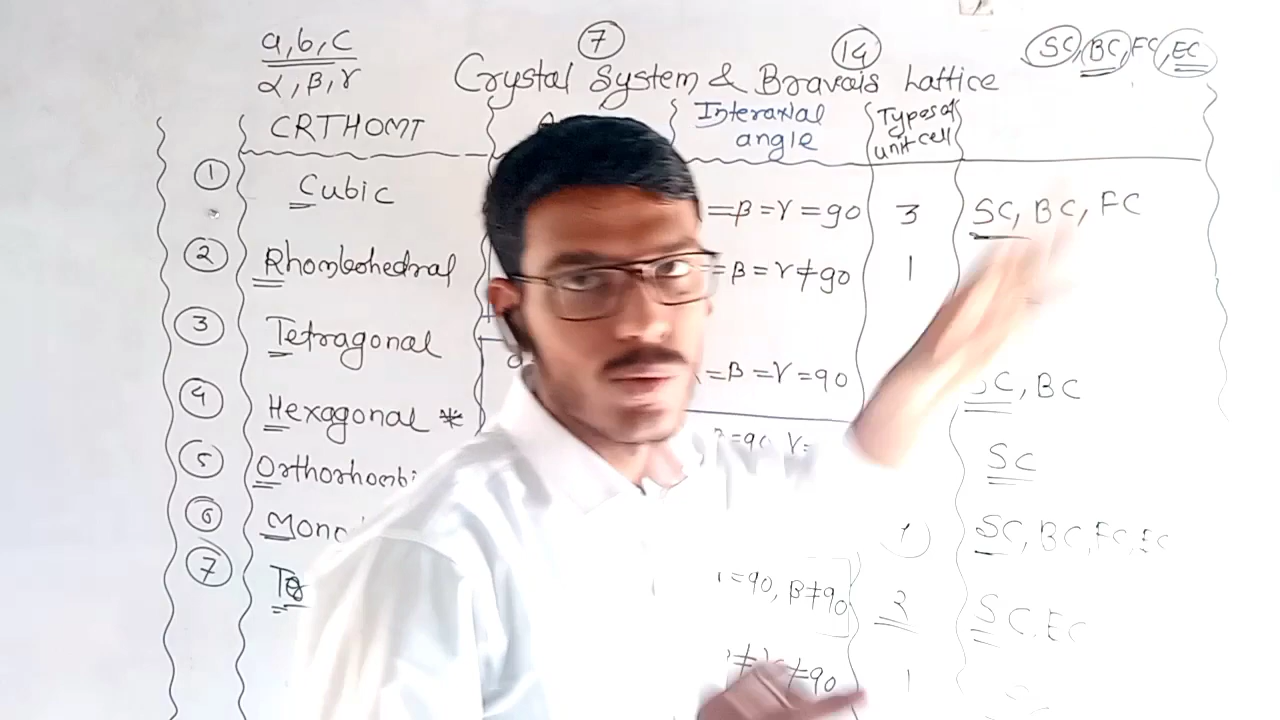 a, b, c
α, β, γ
7
14
Crystal System & Bravais Lattice
SC, BC, FC, EC
CRTHOMT
Interaxial angle
Types of unit cell
1 Cubic =β=γ=90 3 SC, BC, FC
2 Rhombohedral =β=γ≠90 1
3 Tetragonal =β=γ=90 SC, BC
4 Hexagonal * =90 γ= SC
5 Orthorhombi SC, BC, FC, EC
6 Mono =90, β≠90 2 SC, EC
7 ≠90 1